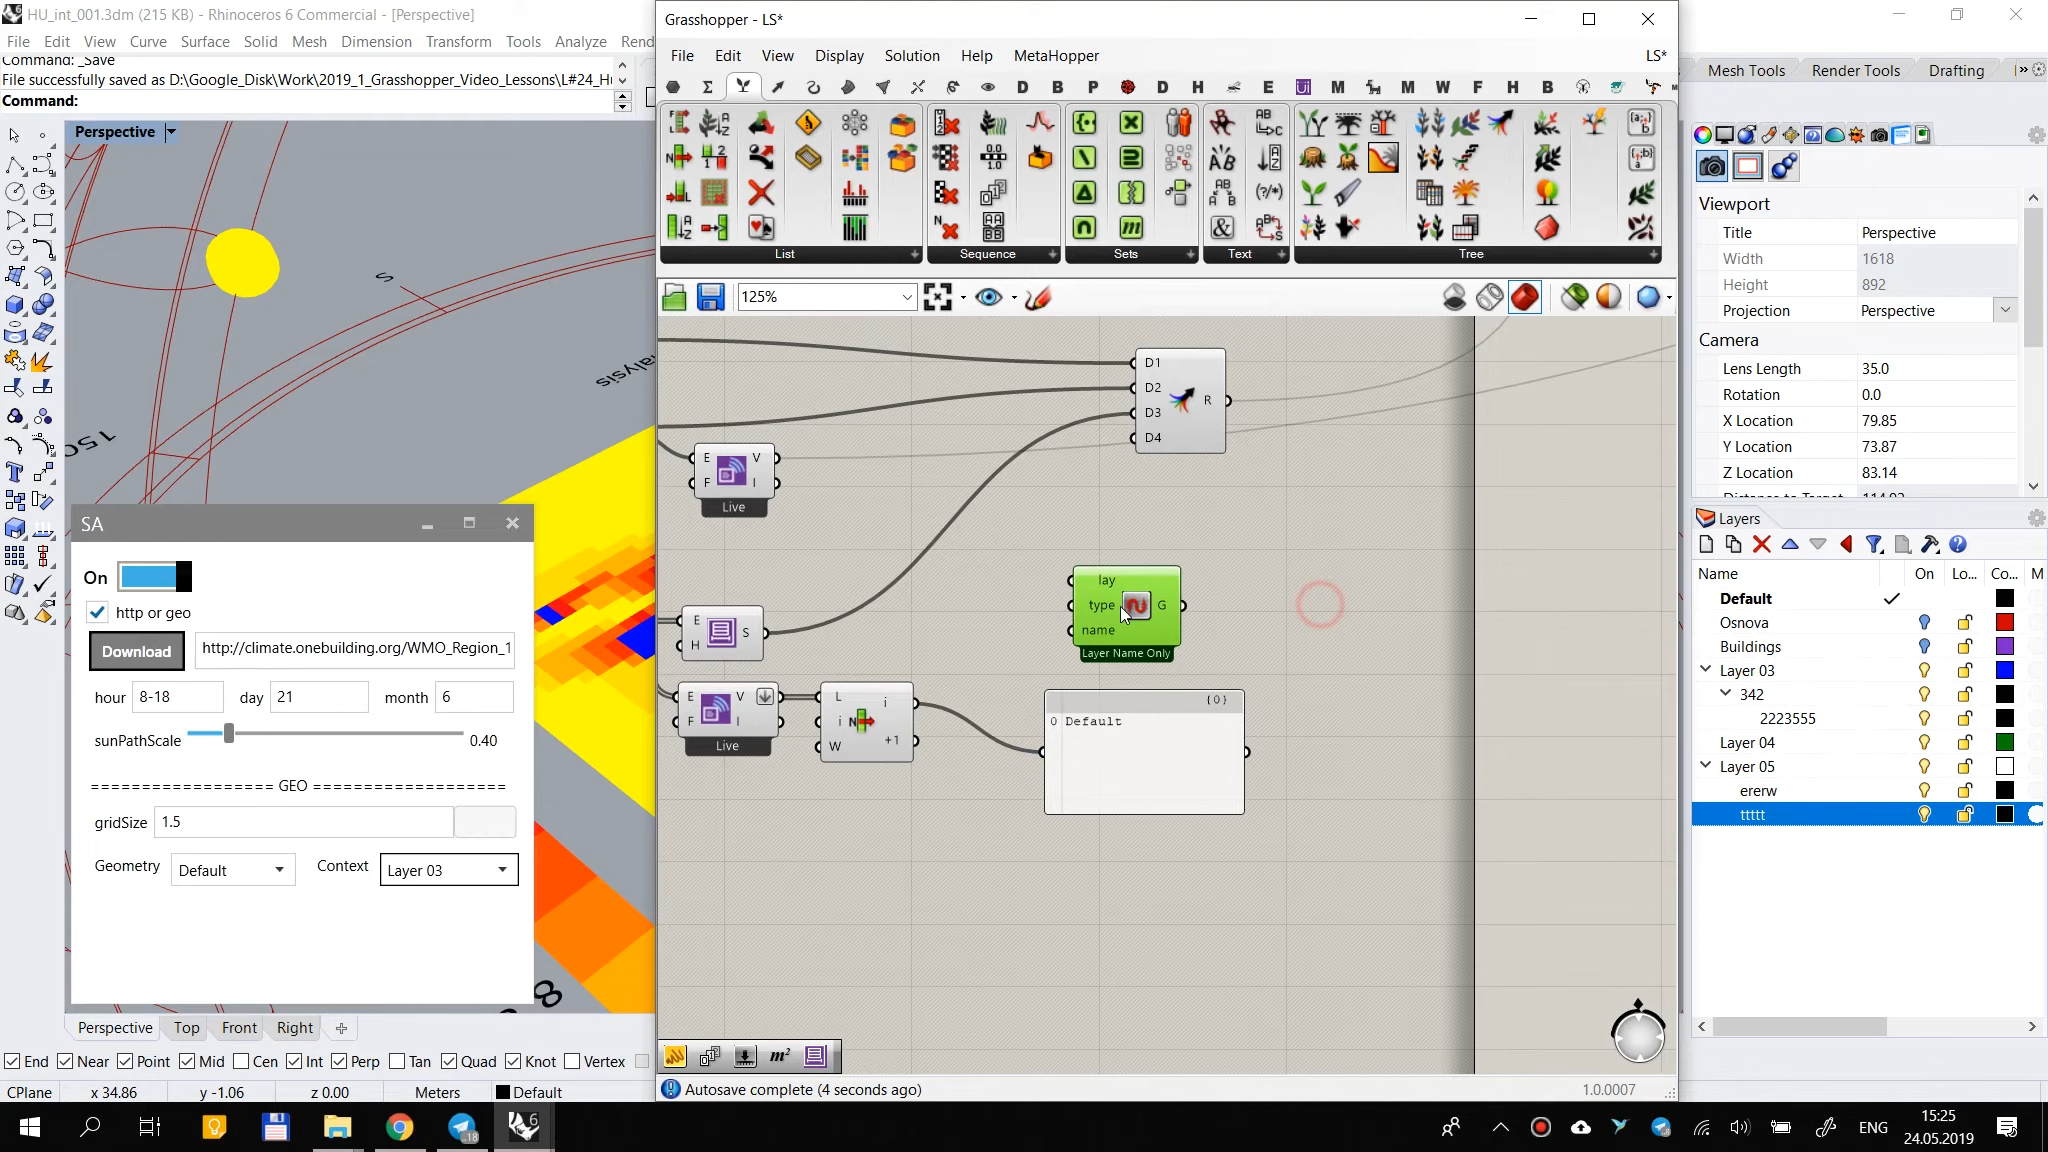 HU_int_001.3dm (215 KB) - Rhinoceros 6 Commercial - [Perspective]
File Edit View Curve Surface Solid Mesh Dimension Transform Tools Analyze Rend
Command: _Save
File successfully saved as D:\Google_Disk\Work\2019_1_Grasshopper_Video_Lessons\L#24_H
Command:
Perspective
S
150
alysis
8
SA
On
http or geo
Download http://climate.onebuilding.org/WMO_Region_1
hour 8-18 day 21 month 6
sunPathScale 0.40
================== GEO ===================
gridSize 1.5
Geometry Default Context Layer 03
Perspective Top Front Right
End Near Point Mid Cen Int Perp Tan Quad Knot Vertex
CPlane x 34.86 y -1.06 z 0.00 Meters Default
Grasshopper - LS*
File Edit View Display Solution Help MetaHopper LS*
D B P D H E M M W F H B
List Sequence Sets Text Tree
125%
D1
D2
D3
D4
R
E V
F I
Live
E S
H
E V
F I
Live
L i
i N
W +1
lay
type G
name
Layer Name Only
{0}
0 Default
Autosave complete (4 seconds ago) 1.0.0007
Mesh Tools Render Tools Drafting
Viewport
Title Perspective
Width 1618
Height 892
Projection Perspective
Camera
Lens Length 35.0
Rotation 0.0
X Location 79.85
Y Location 73.87
Z Location 83.14
Layers
Name On Lo... Co... M
Default
Osnova
Buildings
Layer 03
342
2223555
Layer 04
Layer 05
ererw
ttttt
18
ENG
15:25
24.05.2019